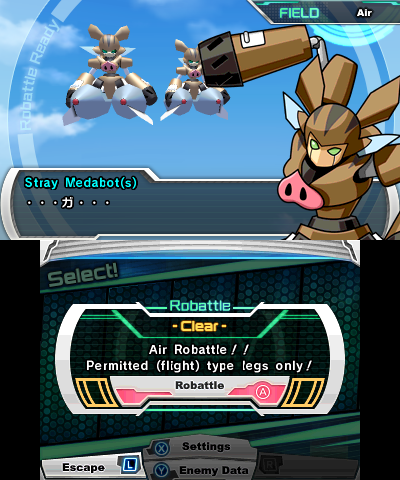 FIELD Air
Robattle Ready
Stray Medabot(s)
・・・ガ・・・
Select!
Robattle
- Clear -
Air Robattle！！
Permitted (flight) type legs only！
Robattle A
X Settings
Escape L
Y Enemy Data
R